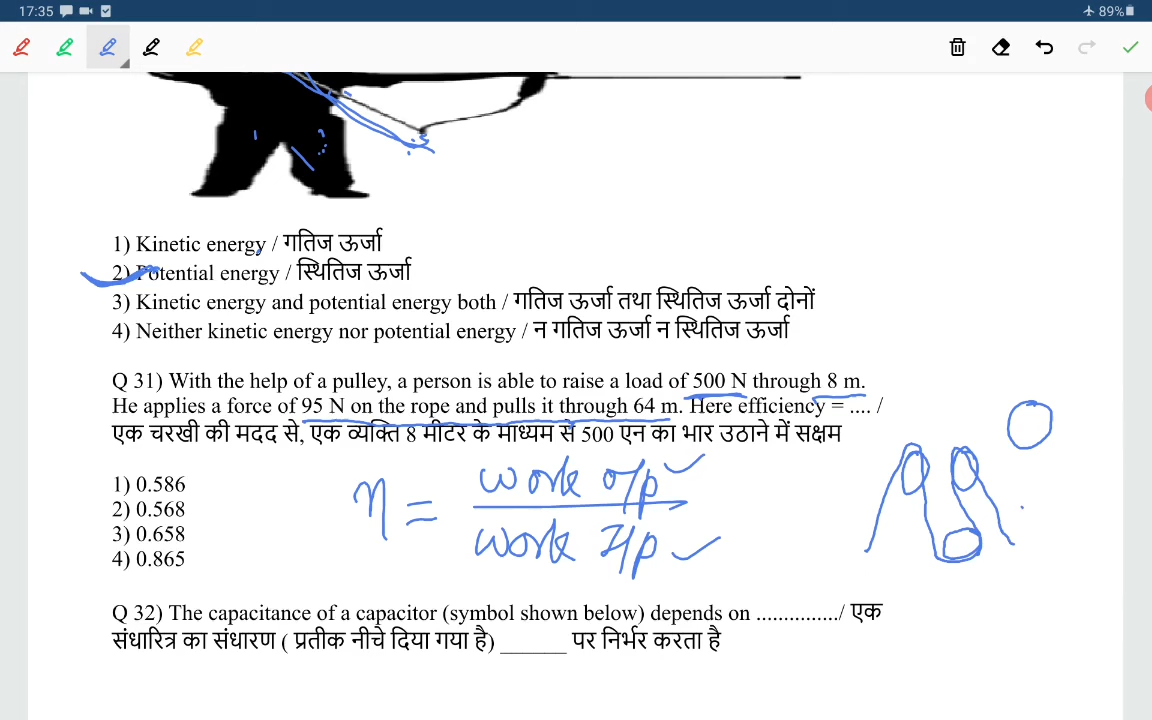 17:35
89%
1) Kinetic energy / गतिज ऊर्जा
2) Potential energy / स्थितिज ऊर्जा
3) Kinetic energy and potential energy both / गतिज ऊर्जा तथा स्थितिज ऊर्जा दोनों
4) Neither kinetic energy nor potential energy / न गतिज ऊर्जा न स्थितिज ऊर्जा
Q 31) With the help of a pulley, a person is able to raise a load of 500 N through 8 m.
He applies a force of 95 N on the rope and pulls it through 64 m. Here efficiency = .... /
एक चरखी की मदद से, एक व्यक्ति 8 मीटर के माध्यम से 500 एन का भार उठाने में सक्षम
1) 0.586
2) 0.568
3) 0.658
4) 0.865
η = work o/p
work I/p
Q 32) The capacitance of a capacitor (symbol shown below) depends on .............../ एक
संधारित्र का संधारण ( प्रतीक नीचे दिया गया है) ______ पर निर्भर करता है